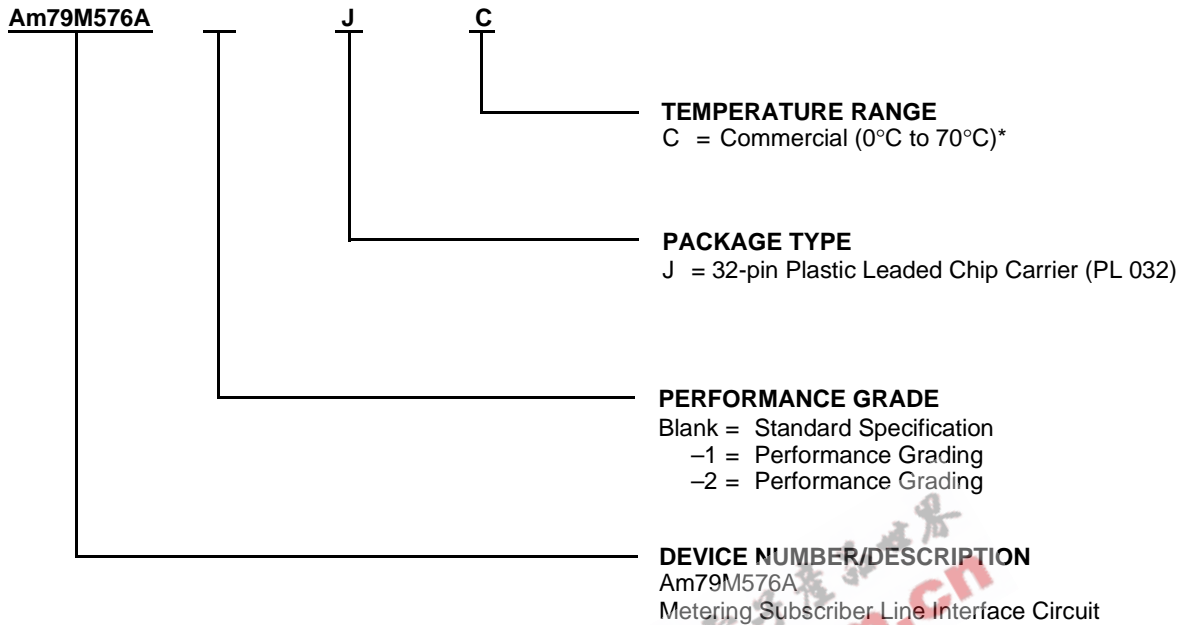 Am79M576A J C
TEMPERATURE RANGE
C = Commercial (0°C to 70°C)*
PACKAGE TYPE
J = 32-pin Plastic Leaded Chip Carrier (PL 032)
PERFORMANCE GRADE
Blank = Standard Specification
–1 = Performance Grading
–2 = Performance Grading
DEVICE NUMBER/DESCRIPTION
Am79M576A
Metering Subscriber Line Interface Circuit